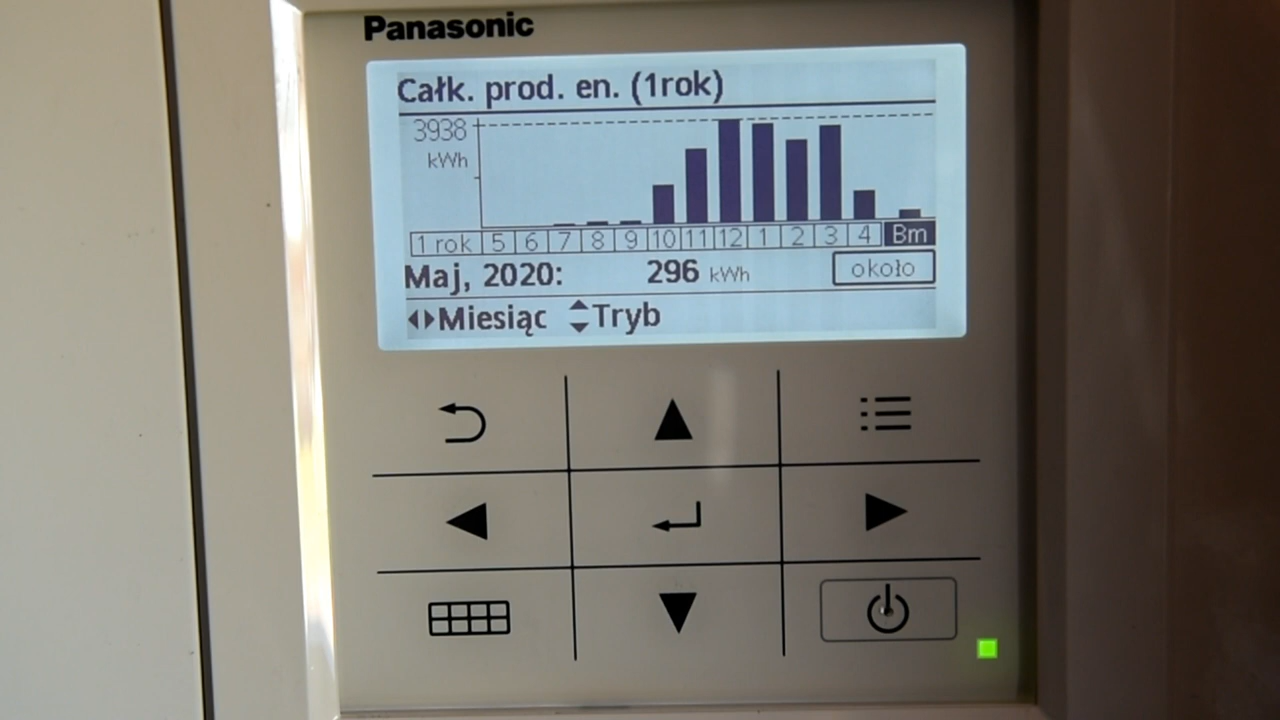 Panasonic
Całk. prod. en. (1rok)
3938
kWh
1 rok 5 6 7 8 9 10 11 12 1 2 3 4 Bm
Maj, 2020: 296 kWh około
Miesiąc Tryb